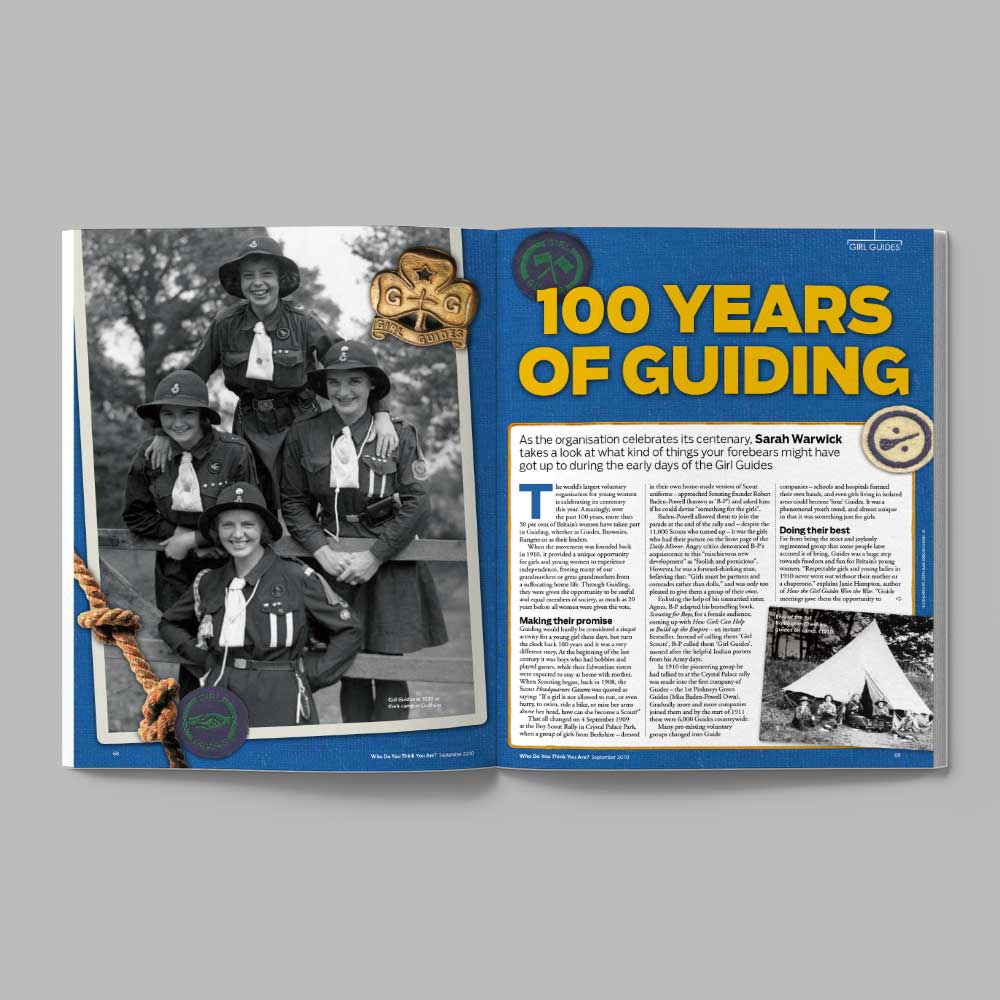 GIRL GUIDES
G G
GIRL GUIDES
100 YEARS
OF GUIDING
As the organisation celebrates its centenary, Sarah Warwick
takes a look at what kind of things your forebears might have
got up to during the early days of the Girl Guides
The world's largest voluntary
organisation for young women
is celebrating its centenary
this year. Amazingly, over
the past 100 years, more than
50 per cent of Britain's women have taken part
in Guiding, whether as Guides, Brownies,
Rangers or as their leaders.
When the movement was founded back
in 1910, it provided a unique opportunity
for girls and young women to experience
independence, freeing many of our
grandmothers or great grandmothers from
a suffocating home life. Through Guiding,
they were given the opportunity to be useful
and equal members of society, as much as 20
years before all women were given the vote.
Making their promise
Guiding would hardly be considered a risqué
activity for a young girl these days, but turn
the clock back 100 years and it was a very
different story. At the beginning of the last
century it was boys who had hobbies and
played games, while their Edwardian sisters
were expected to stay at home with mother.
When Scouting began, back in 1908, the
Scout Headquarters Gazette was quoted as
saying: "If a girl is not allowed to run, or even
hurry, to swim, ride a bike, or raise her arms
above her head, how can she become a Scout?"
That all changed on 4 September 1909
at the Boy Scout Rally in Crystal Palace Park,
when a group of girls from Berkshire – dressed
in their own home-made version of Scout
uniforms – approached Scouting founder Robert
Baden-Powell (known as 'B-P') and asked him
if he could devise "something for the girls".
Baden-Powell allowed them to join the
parade at the end of the rally and – despite the
11,000 Scouts who turned up – it was the girls
who had their picture on the front page of the
Daily Mirror. Angry critics denounced B-P's
acquiescence to this "mischievous new
development" as "foolish and pernicious".
However, he was a forward-thinking man,
believing that: "Girls must be partners and
comrades rather than dolls," and was only too
pleased to give them a group of their own.
Enlisting the help of his unmarried sister,
Agnes, B-P adapted his bestselling book,
Scouting for Boys, for a female audience,
coming up with How Girls Can Help
to Build up the Empire – an instant
bestseller. Instead of calling them 'Girl
Scouts', B-P called them 'Girl Guides',
named after the helpful Indian porters
from his Army days.
In 1910 the pioneering group he
had talked to at the Crystal Palace rally
was made into the first company of
Guides – the 1st Pinkneys Green
Guides (Miss Baden-Powell Own).
Gradually more and more companies
joined them and by the start of 1911
there were 6,000 Guides countrywide.
Many pre-existing voluntary
groups changed into Guide
companies – schools and hospitals formed
their own bands, and even girls living in isolated
areas could become 'lone' Guides. It was a
phenomenal youth trend, and almost unique
in that it was something just for girls.
Doing their best
Far from being the strict and joylessly
regimented group that some people later
accused it of being, Guides was a huge step
towards freedom and fun for Britain's young
women. "Respectable girls and young ladies in
1910 never went out without their mother or
a chaperone," explains Janie Hampton, author
of How the Girl Guides Won the War. "Guide
meetings gave them the opportunity to
Girl Guides in 1939 at
their camp in
guides on camp,
68
Who Do You Think You Are? September 2010
Who Do You Think You Are? September 2010
69